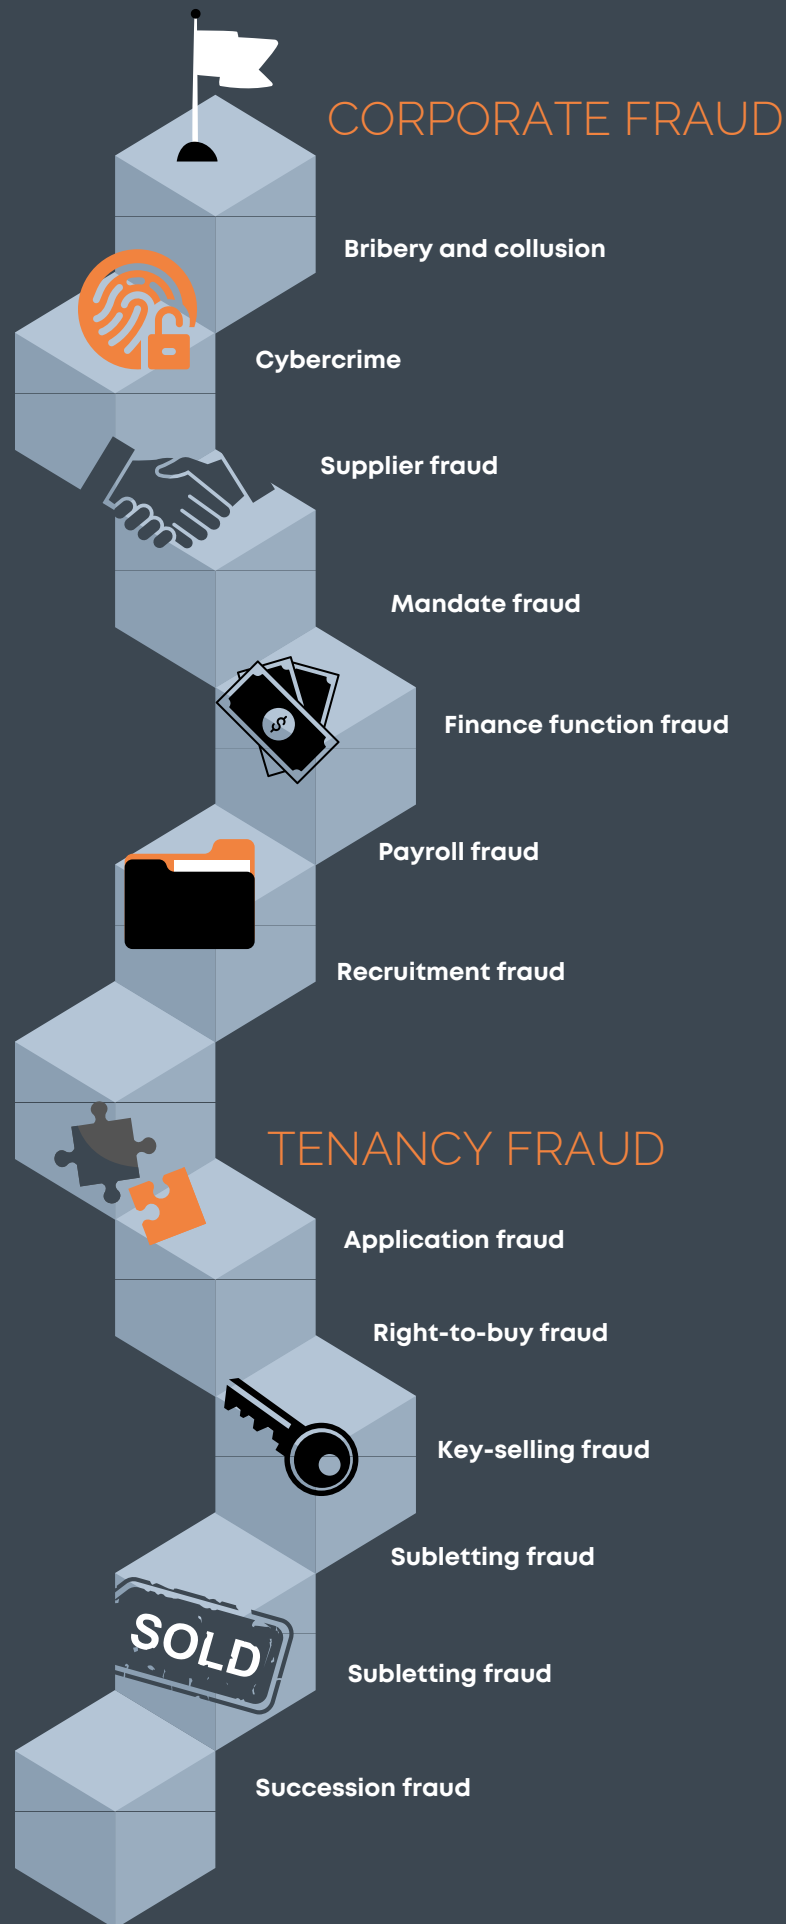 CORPORATE FRAUD
Bribery and collusion
Cybercrime
Supplier fraud
Mandate fraud
Finance function fraud
Payroll fraud
Recruitment fraud
TENANCY FRAUD
Application fraud
Right-to-buy fraud
Key-selling fraud
Subletting fraud
SOLD
Subletting fraud
Succession fraud